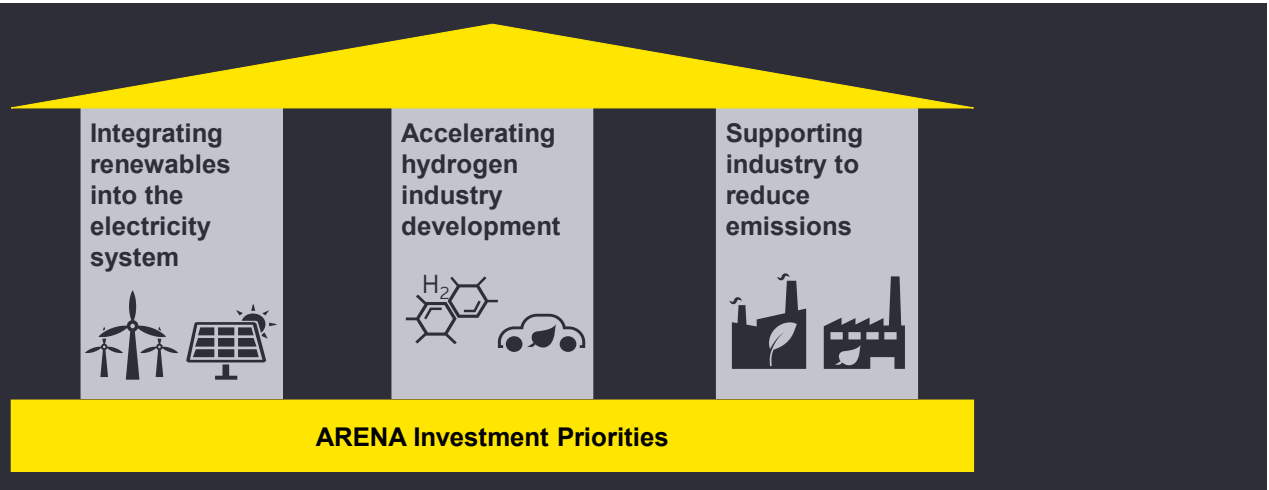 Integrating
renewables
into the
electricity
system
Accelerating
hydrogen
industry
development
H₂
Supporting
industry to
reduce
emissions
ARENA Investment Priorities